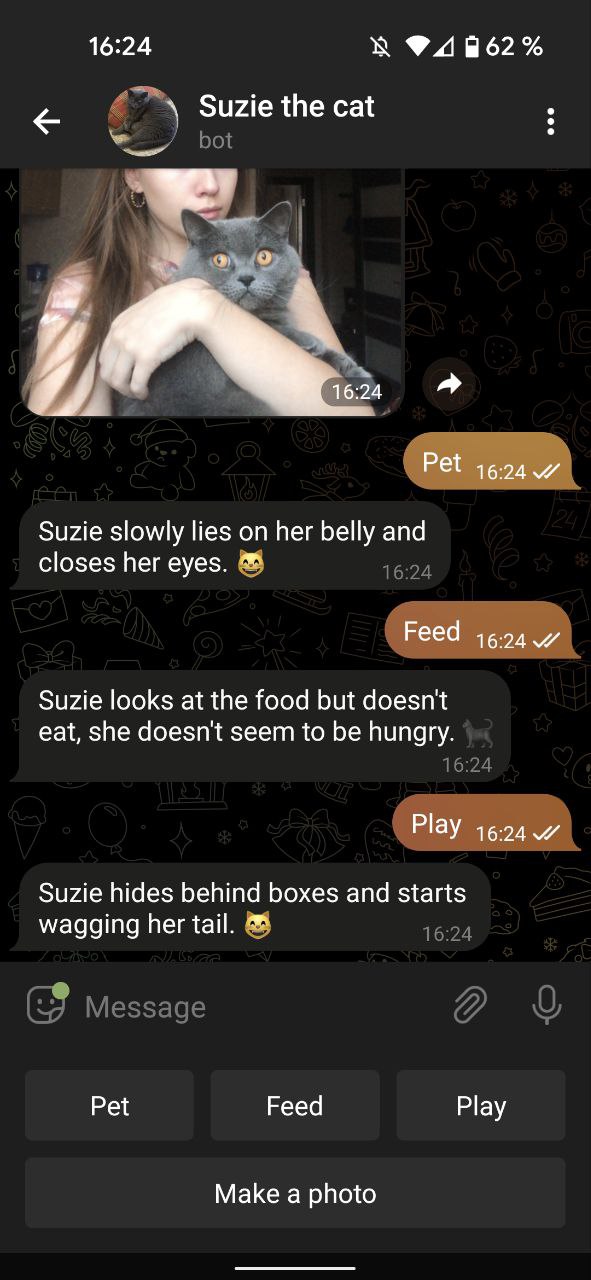 16:24
62 %
Suzie the cat
bot
16:24
Pet 16:24
Suzie slowly lies on her belly and
closes her eyes. 😸
16:24
Feed 16:24
Suzie looks at the food but doesn't
eat, she doesn't seem to be hungry. 🐈‍⬛
16:24
Play 16:24
Suzie hides behind boxes and starts
wagging her tail. 😸
16:24
Message
Pet
Feed
Play
Make a photo